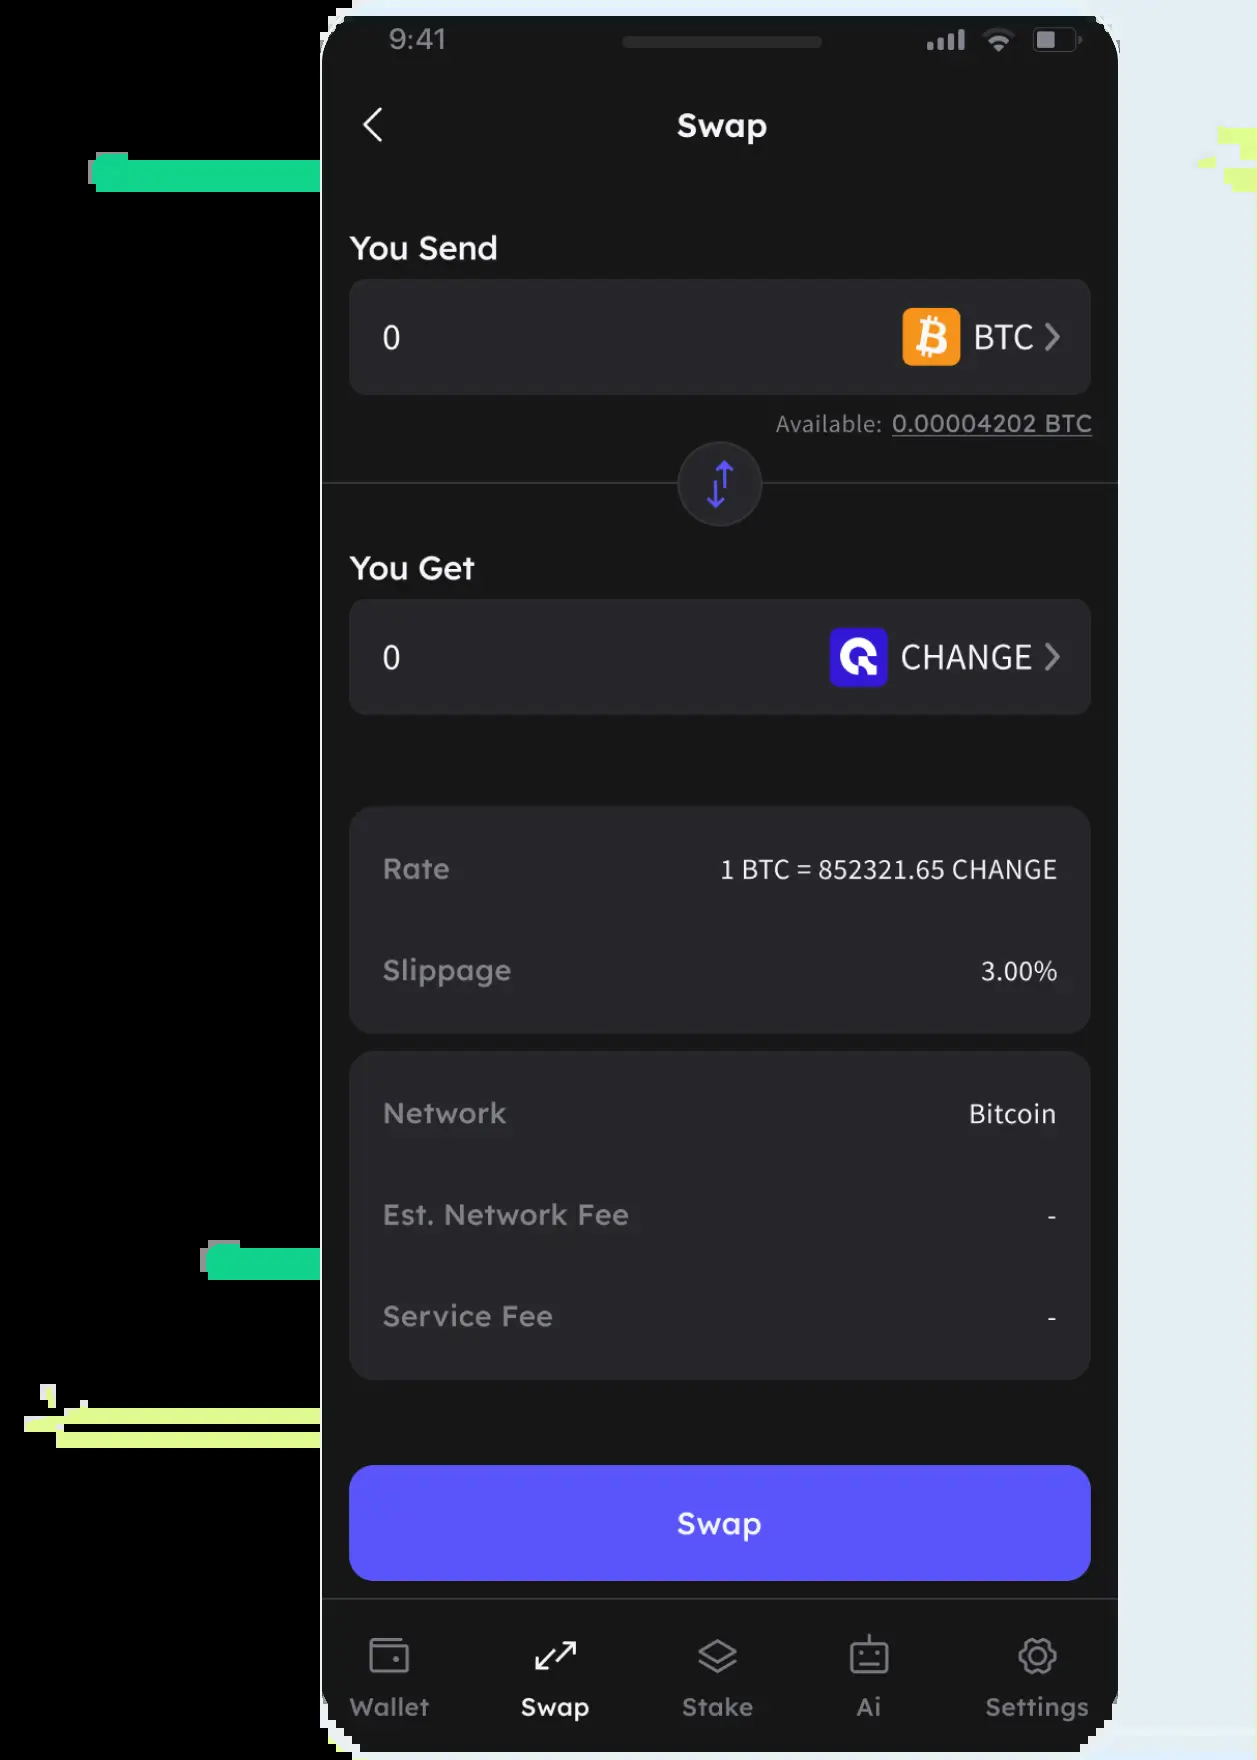 9:41
Swap
You Send
0 BTC
Available: 0.00004202 BTC
You Get
0 CHANGE
Rate 1 BTC = 852321.65 CHANGE
Slippage 3.00%
Network Bitcoin
Est. Network Fee -
Service Fee -
Swap
Wallet Swap Stake Ai Settings